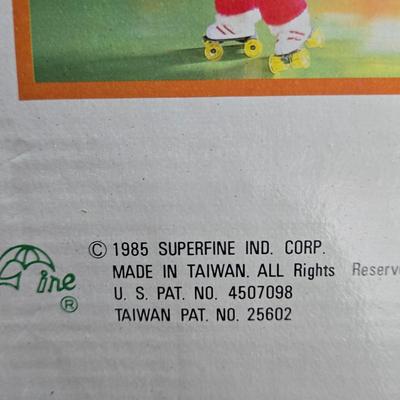 © 1985 SUPERFINE IND. CORP.
MADE IN TAIWAN. ALL Rights Reserve
U. S. PAT. NO. 4507098
TAIWAN PAT. NO. 25602
ine
®